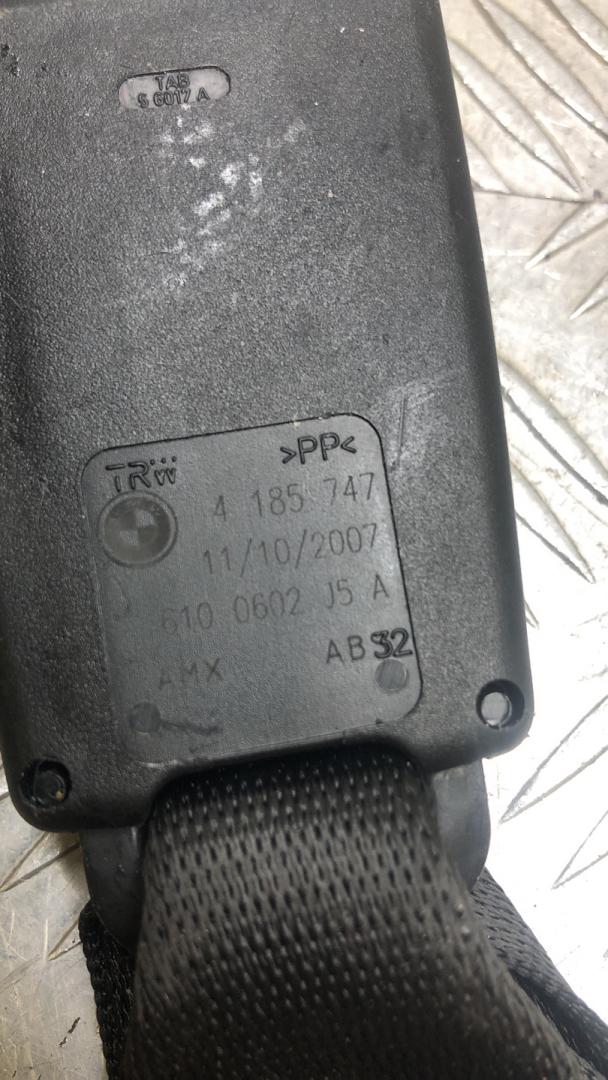 TAB
S 6017 A
TRW >PP<
4 185 747
11/10/2007
610 0602 J5 A
AMX AB32